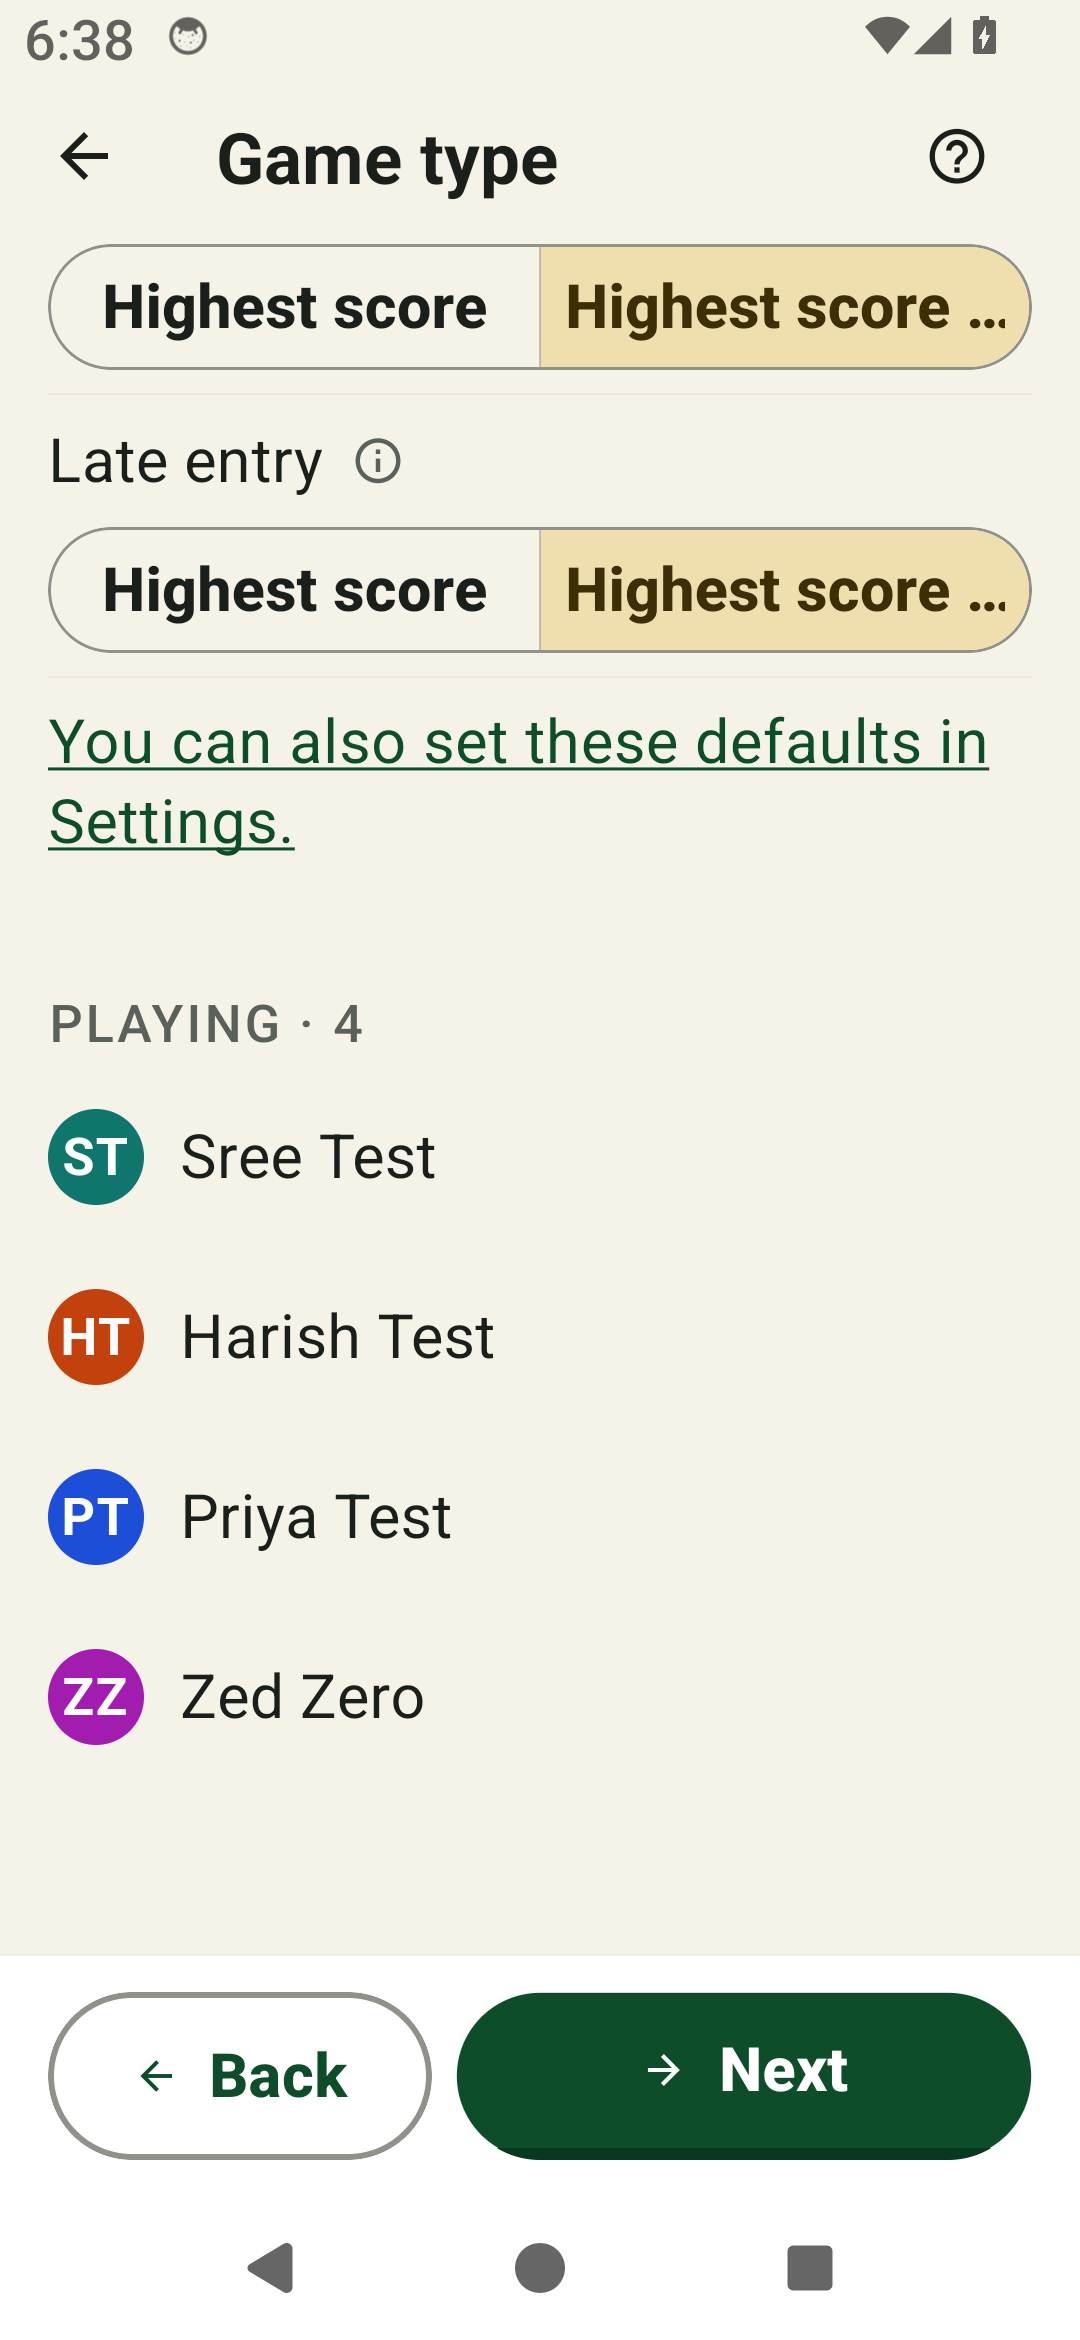 6:38
Game type
Highest score
Highest score ...
Late entry
Highest score
Highest score ...
You can also set these defaults in
Settings.
PLAYING · 4
ST Sree Test
HT Harish Test
PT Priya Test
ZZ Zed Zero
Back
Next